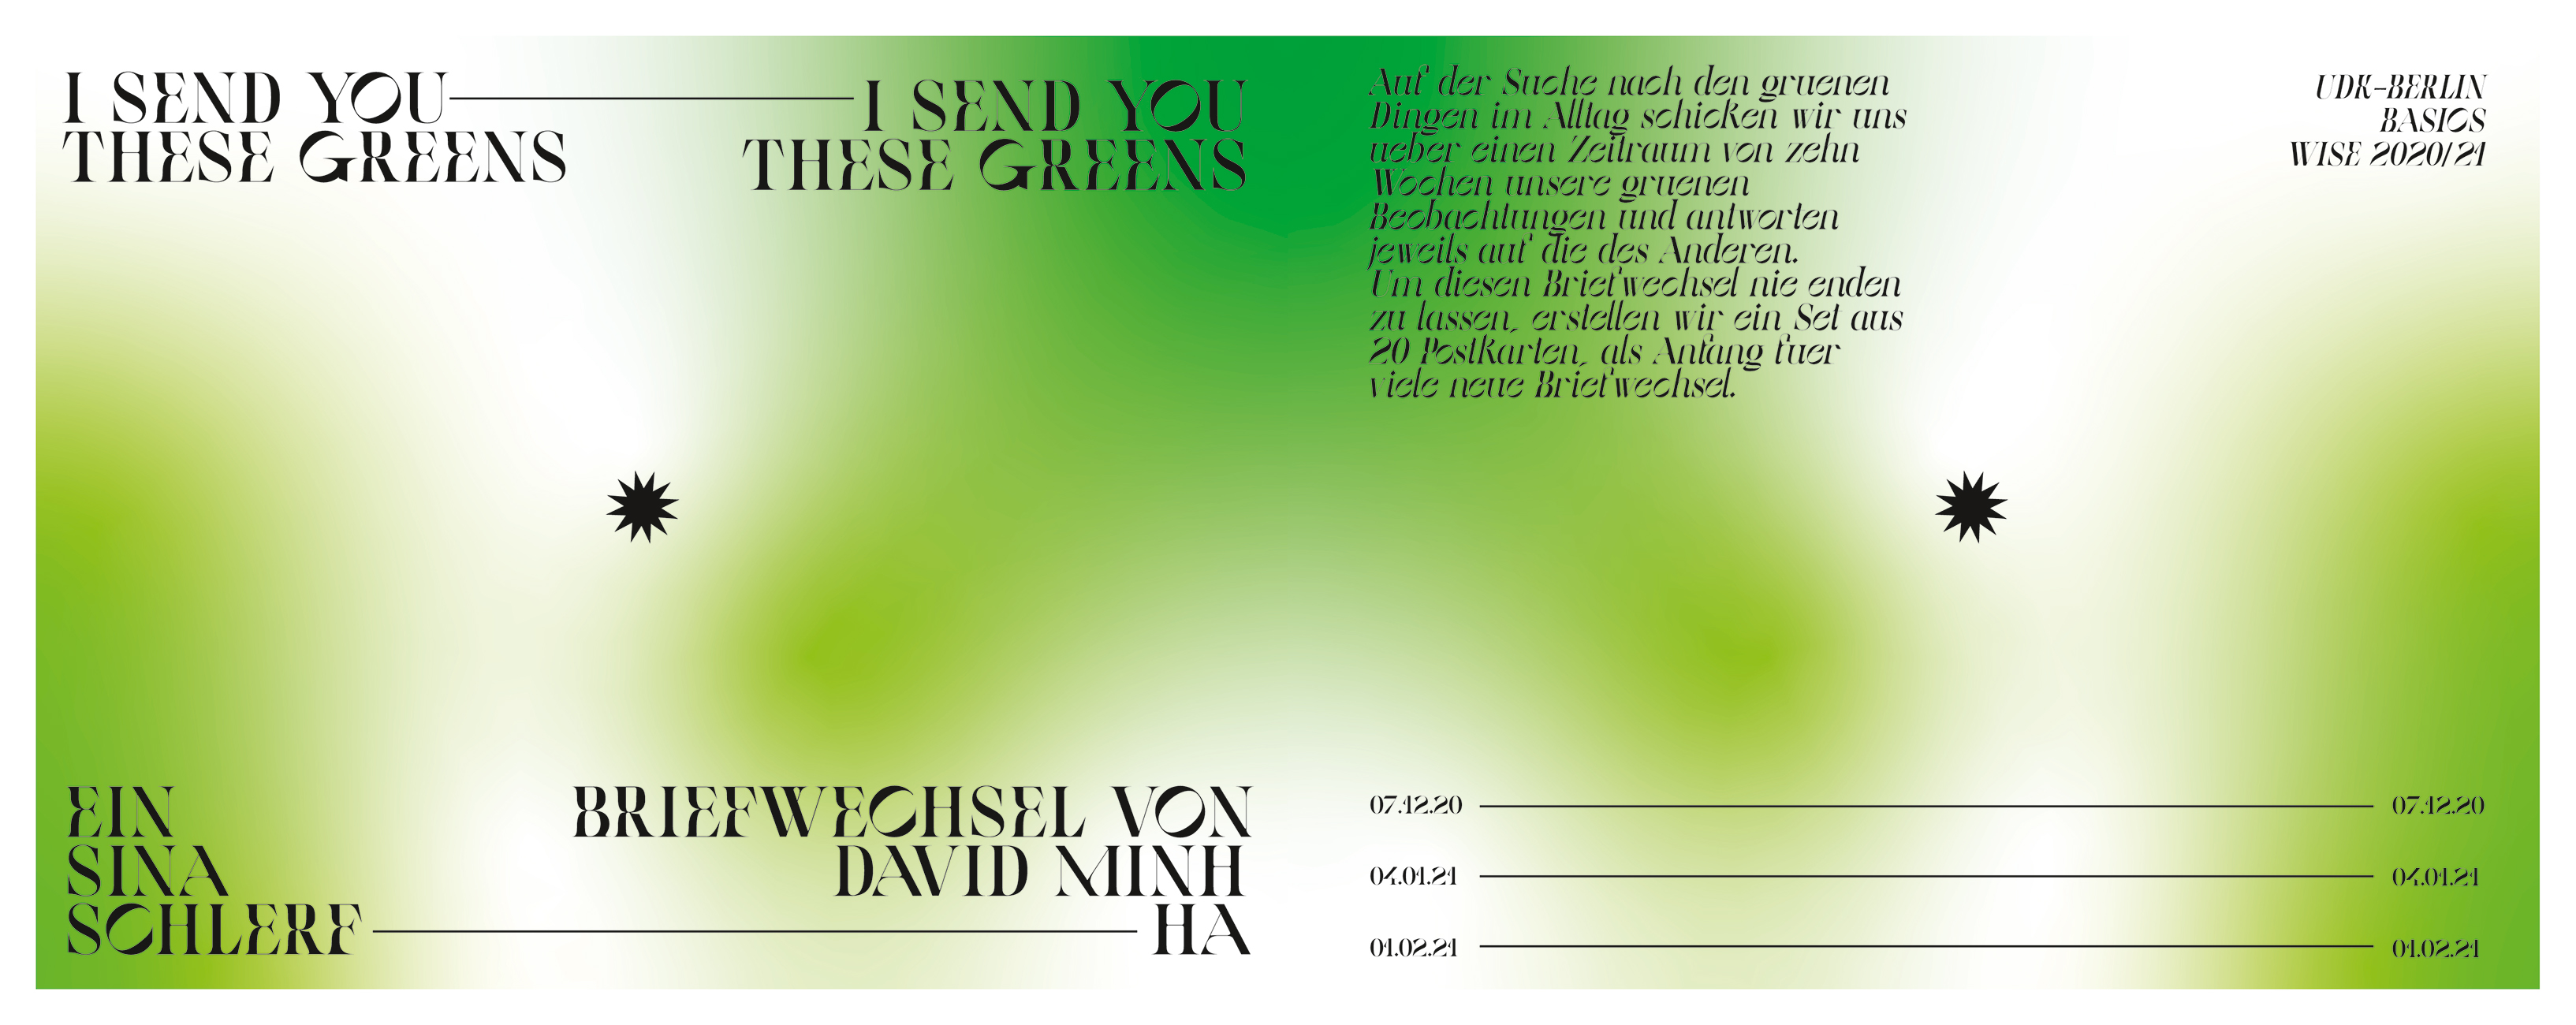 I SEND YOU
THESE GREENS
I SEND YOU
THESE GREENS
Auf der Suche nach den gruenen
Dingen im Alltag schicken wir uns
ueber einen Zeitraum von zehn
Wochen unsere gruenen
Beobachtungen und antworten
jeweils auf die des Anderen.
Um diesen Briefwechsel nie enden
zu lassen, erstellen wir ein Set aus
20 Postkarten, als Anfang fuer
viele neue Briefwechsel.
UDK-BERLIN
BASICS
WISE 2020/21
EIN
SINA
SCHLERF
BRIEFWECHSEL VON
DAVID MINH
HA
07.12.20 07.12.20
04.01.21 04.01.21
01.02.21 01.02.21